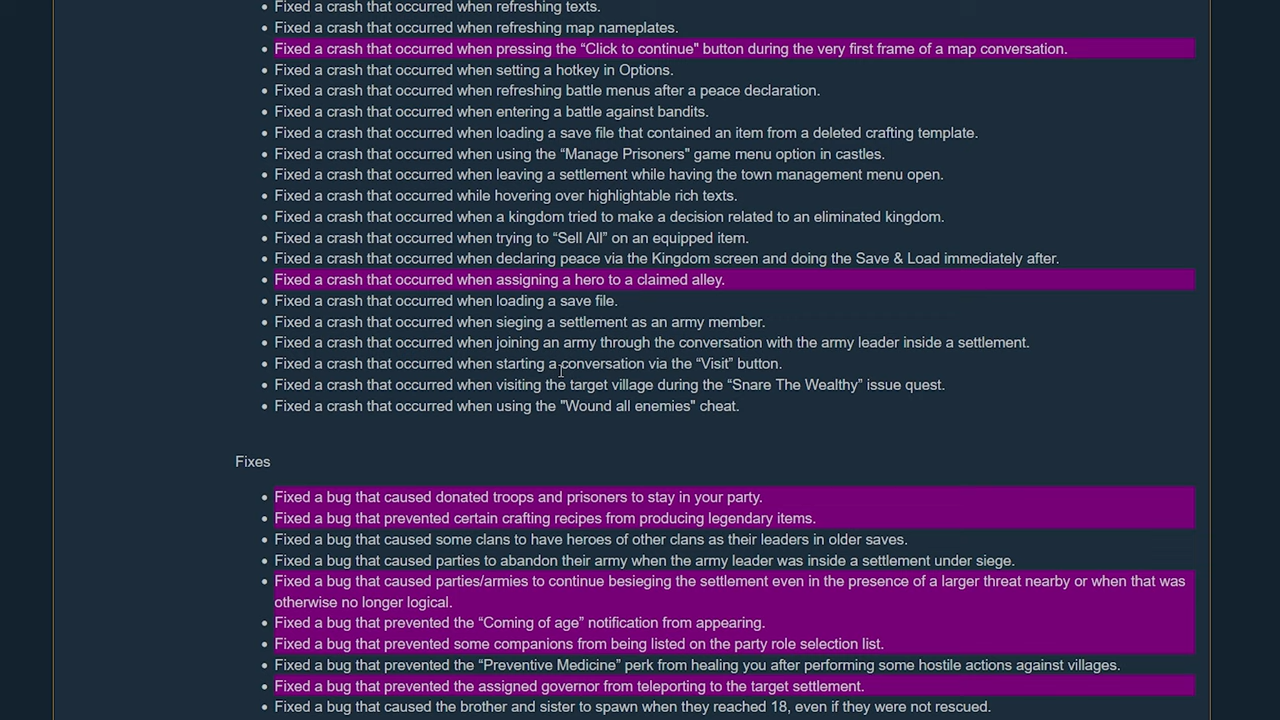 Fixed a crash that occurred when refreshing texts.
Fixed a crash that occurred when refreshing map nameplates.
Fixed a crash that occurred when pressing the “Click to continue” button during the very first frame of a map conversation.
Fixed a crash that occurred when setting a hotkey in Options.
Fixed a crash that occurred when refreshing battle menus after a peace declaration.
Fixed a crash that occurred when entering a battle against bandits.
Fixed a crash that occurred when loading a save file that contained an item from a deleted crafting template.
Fixed a crash that occurred when using the “Manage Prisoners” game menu option in castles.
Fixed a crash that occurred when leaving a settlement while having the town management menu open.
Fixed a crash that occurred while hovering over highlightable rich texts.
Fixed a crash that occurred when a kingdom tried to make a decision related to an eliminated kingdom.
Fixed a crash that occurred when trying to “Sell All” on an equipped item.
Fixed a crash that occurred when declaring peace via the Kingdom screen and doing the Save & Load immediately after.
Fixed a crash that occurred when assigning a hero to a claimed alley.
Fixed a crash that occurred when loading a save file.
Fixed a crash that occurred when sieging a settlement as an army member.
Fixed a crash that occurred when joining an army through the conversation with the army leader inside a settlement.
Fixed a crash that occurred when starting a conversation via the “Visit” button.
Fixed a crash that occurred when visiting the target village during the “Snare The Wealthy” issue quest.
Fixed a crash that occurred when using the "Wound all enemies" cheat.
Fixes
Fixed a bug that caused donated troops and prisoners to stay in your party.
Fixed a bug that prevented certain crafting recipes from producing legendary items.
Fixed a bug that caused some clans to have heroes of other clans as their leaders in older saves.
Fixed a bug that caused parties to abandon their army when the army leader was inside a settlement under siege.
Fixed a bug that caused parties/armies to continue besieging the settlement even in the presence of a larger threat nearby or when that was
otherwise no longer logical.
Fixed a bug that prevented the “Coming of age” notification from appearing.
Fixed a bug that prevented some companions from being listed on the party role selection list.
Fixed a bug that prevented the “Preventive Medicine” perk from healing you after performing some hostile actions against villages.
Fixed a bug that prevented the assigned governor from teleporting to the target settlement.
Fixed a bug that caused the brother and sister to spawn when they reached 18, even if they were not rescued.